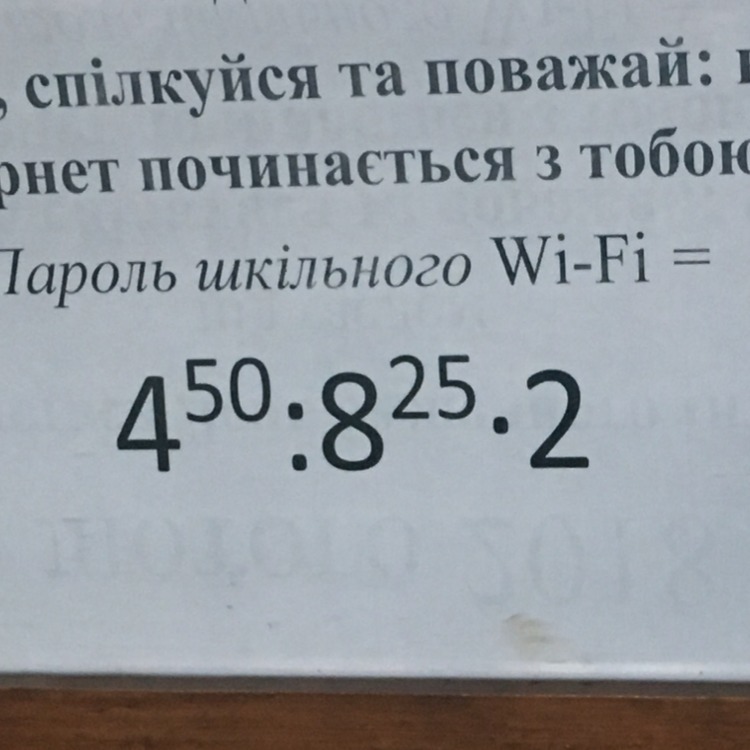 , спілкуйся та поважай:
рнет починається з тобою
Пароль шкільного Wi-Fi =
4⁵⁰:8²⁵·2